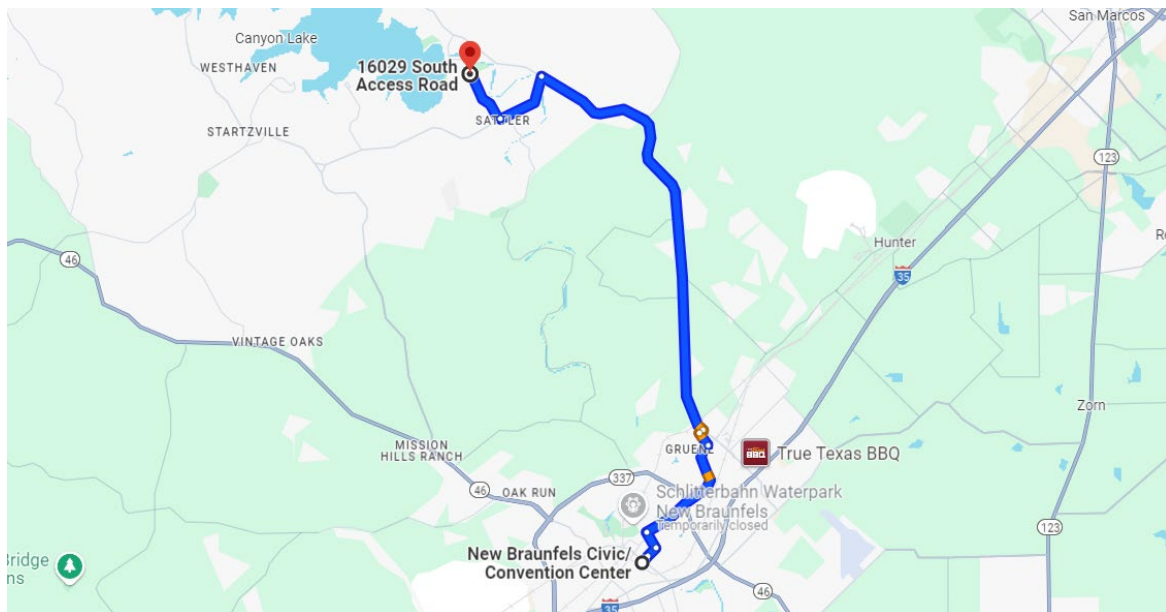 San Marcos
Canyon Lake
WESTHAVEN
16029 South
Access Road
SATTLER
STARTZVILLE
123
Hunter
35
46
VINTAGE OAKS
Zorn
MISSION
HILLS RANCH
GRUENE
True Texas BBQ
337
46
OAK RUN
Schlitterbahn Waterpark
New Braunfels
Temporarily closed
123
New Braunfels Civic/
Convention Center
Bridge
ns
46
35